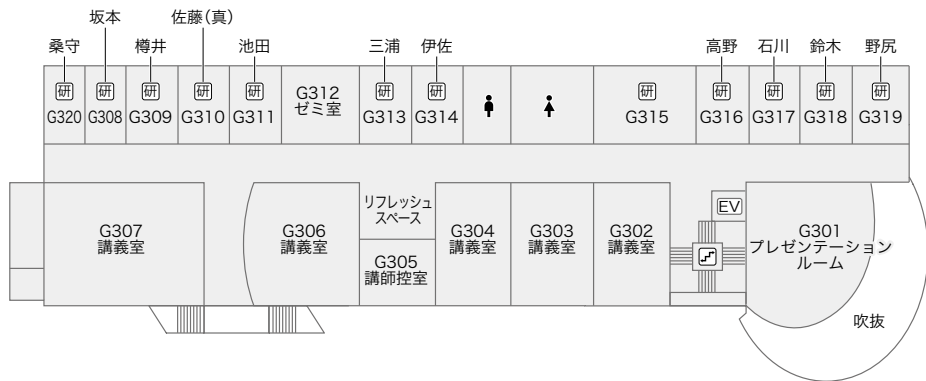 坂本
佐藤(真)
桑守
樽井
池田
三浦
伊佐
高野
石川
鈴木
野尻
研
G320
研
G308
研
G309
研
G310
研
G311
G312
ゼミ室
研
G313
研
G314
研
G315
研
G316
研
G317
研
G318
研
G319
G307
講義室
G306
講義室
リフレッシュ
スペース
G305
講師控室
G304
講義室
G303
講義室
G302
講義室
EV
G301
プレゼンテーション
ルーム
吹抜